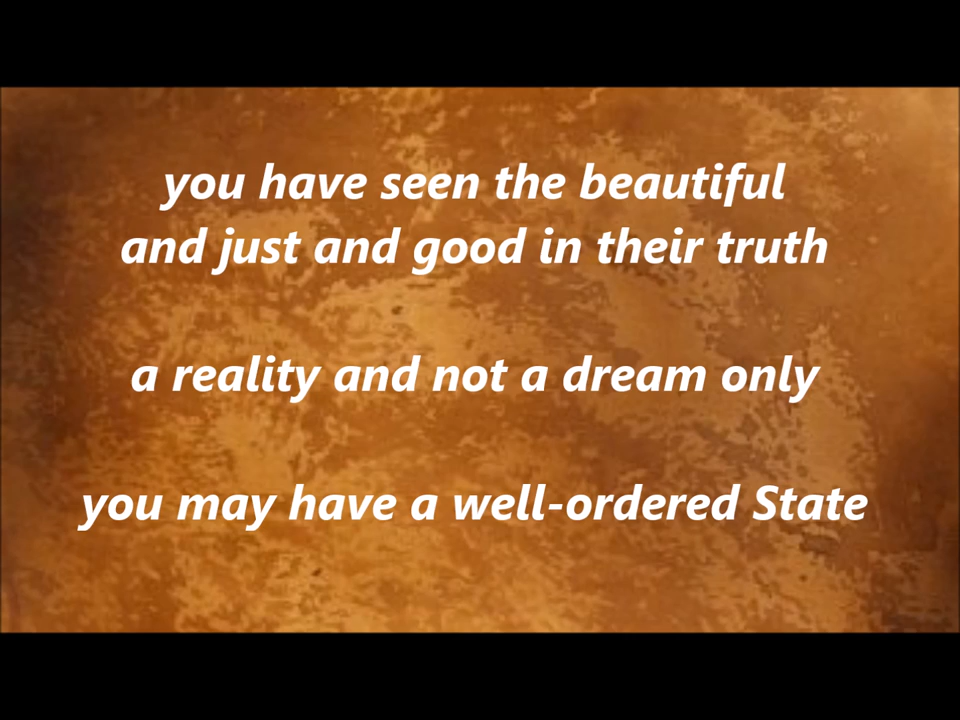 you have seen the beautiful
and just and good in their truth
a reality and not a dream only
you may have a well-ordered State